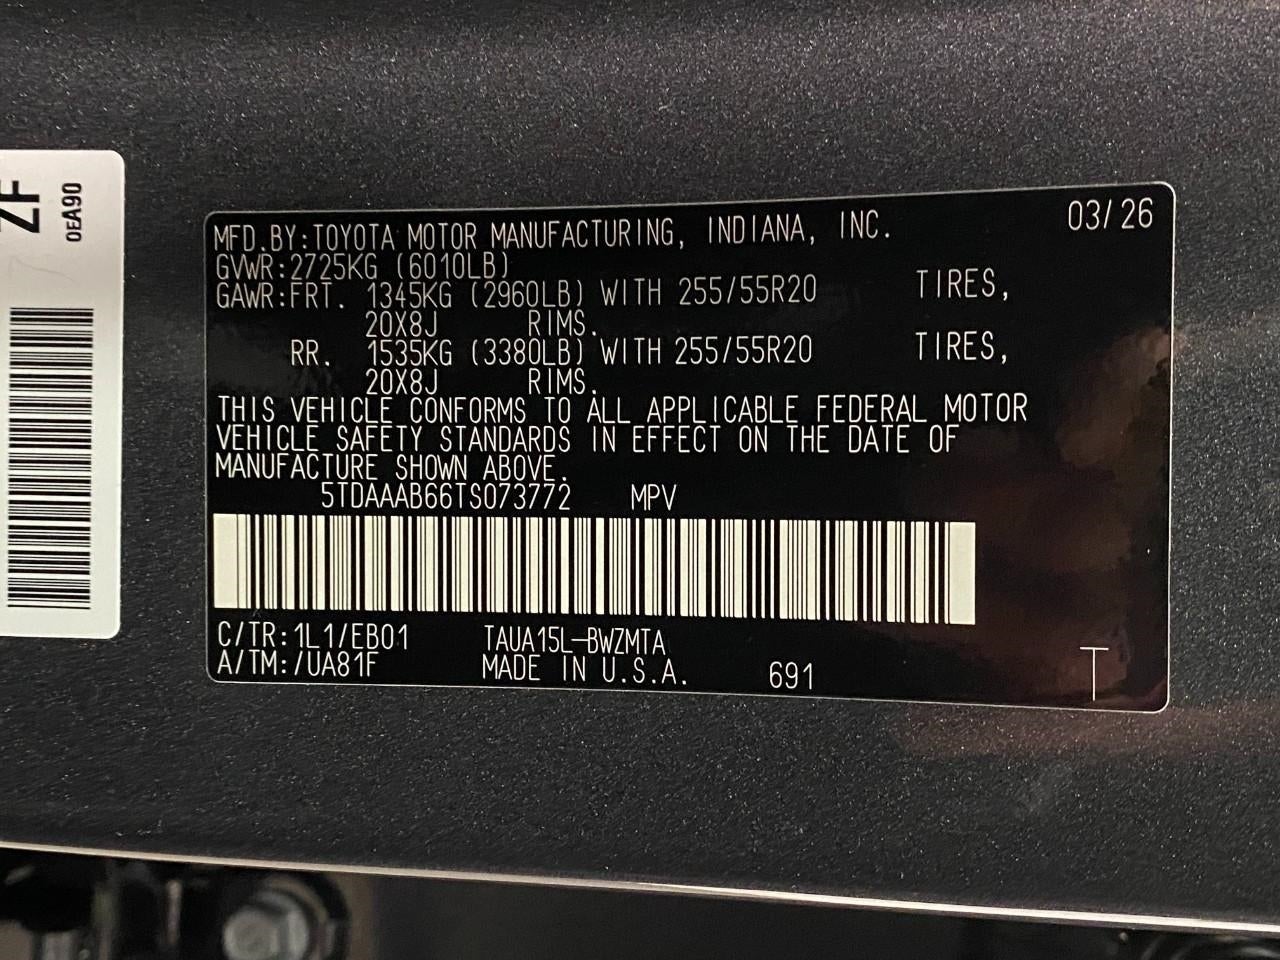 ZF
0EA90
MFD.BY:TOYOTA MOTOR MANUFACTURING, INDIANA, INC. 03/26
GVWR:2725KG (6010LB)
GAWR:FRT. 1345KG (2960LB) WITH 255/55R20 TIRES,
20X8J RIMS.
RR. 1535KG (3380LB) WITH 255/55R20 TIRES,
20X8J RIMS.
THIS VEHICLE CONFORMS TO ALL APPLICABLE FEDERAL MOTOR
VEHICLE SAFETY STANDARDS IN EFFECT ON THE DATE OF
MANUFACTURE SHOWN ABOVE.
5TDAAAB66TS073772 MPV
C/TR:1L1/EB01 TAUA15L-BWZMTA
A/TM:/UA81F MADE IN U.S.A. 691 T